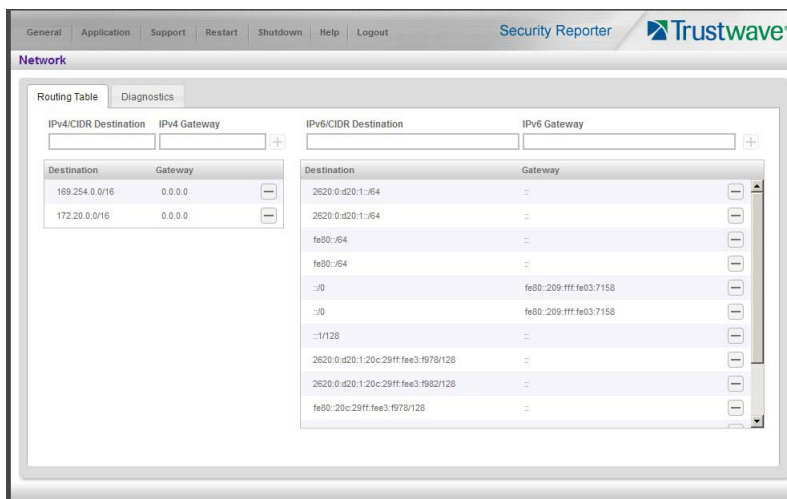 General Application Support Restart Shutdown Help Logout Security Reporter Trustwave®
Network
Routing Table Diagnostics
IPv4/CIDR Destination IPv4 Gateway IPv6/CIDR Destination IPv6 Gateway
Destination Gateway Destination Gateway
169.254.0.0/16 0.0.0.0 2620:0:d20:1::/64 ::
172.20.0.0/16 0.0.0.0 2620:0:d20:1::/64 ::
fe80::/64 ::
fe80::/64 ::
::/0 fe80::209:fff:fe03:7158
::/0 fe80::209:fff:fe03:7158
::1/128 ::
2620:0:d20:1:20c:29ff:fee3:f978/128 ::
2620:0:d20:1:20c:29ff:fee3:f982/128 ::
fe80::20c:29ff:fee3:f978/128 ::